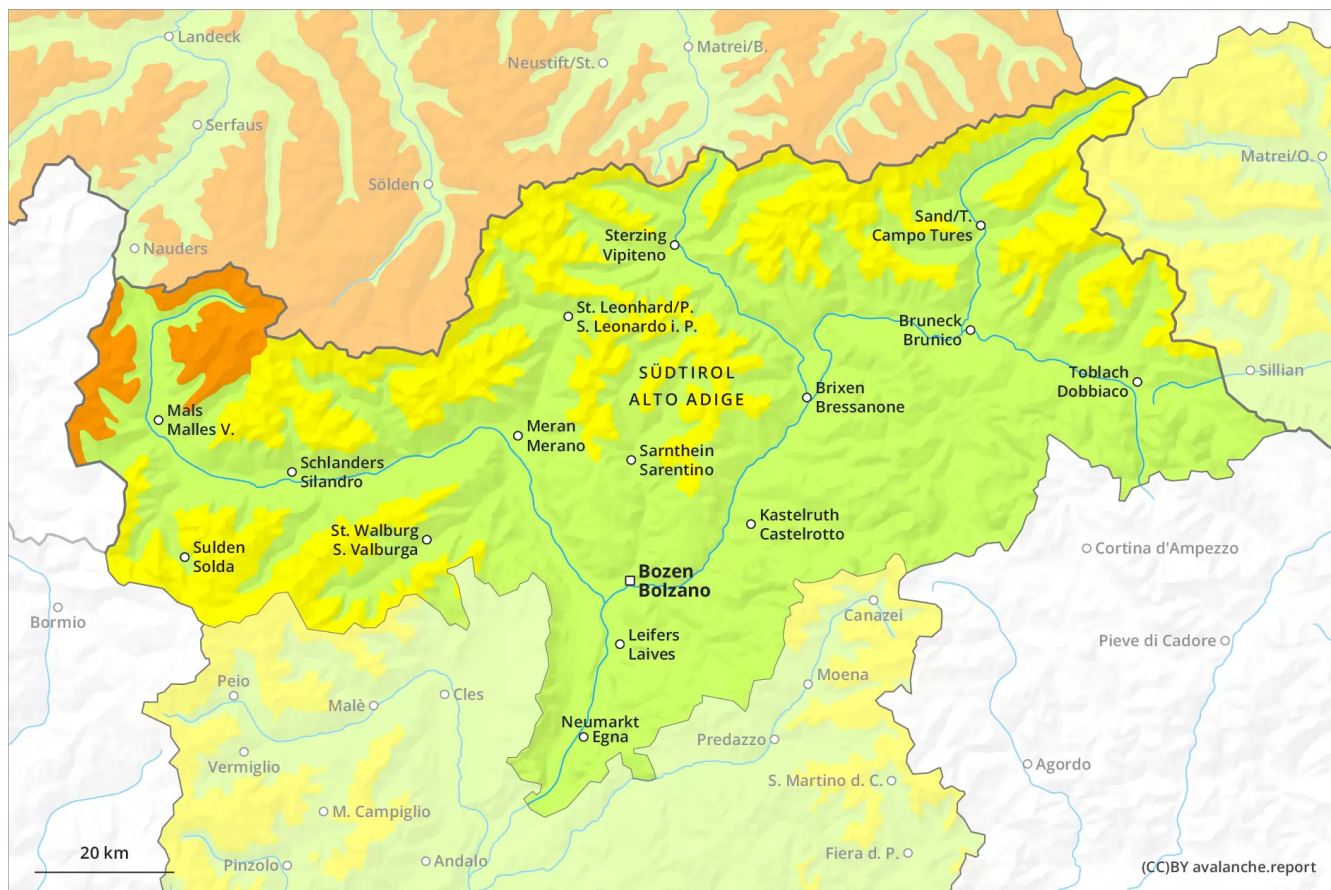 Landeck
Matrei/B.
Neustift/St.
Serfaus
Matrei/O.
Sölden
Sand/T.
Campo Tures
Sterzing
Vipiteno
Nauders
St. Leonhard/P.
S. Leonardo i. P.
Bruneck
Brunico
SÜDTIROL
ALTO ADIGE
Toblach
Dobbiaco
Sillian
Brixen
Bressanone
Mals
Malles V.
Meran
Merano
Sarnthein
Sarentino
Schlanders
Silandro
Kastelruth
Castelrotto
St. Walburg
S. Valburga
Sulden
Solda
Cortina d'Ampezzo
Bozen
Bolzano
Bormio
Canazei
Leifers
Laives
Pieve di Cadore
Peio
Moena
Malè
Cles
Neumarkt
Egna
Predazzo
Vermiglio
Agordo
S. Martino d. C.
M. Campiglio
20 km
Pinzolo
Andalo
Fiera d. P.
(CC)BY avalanche.report